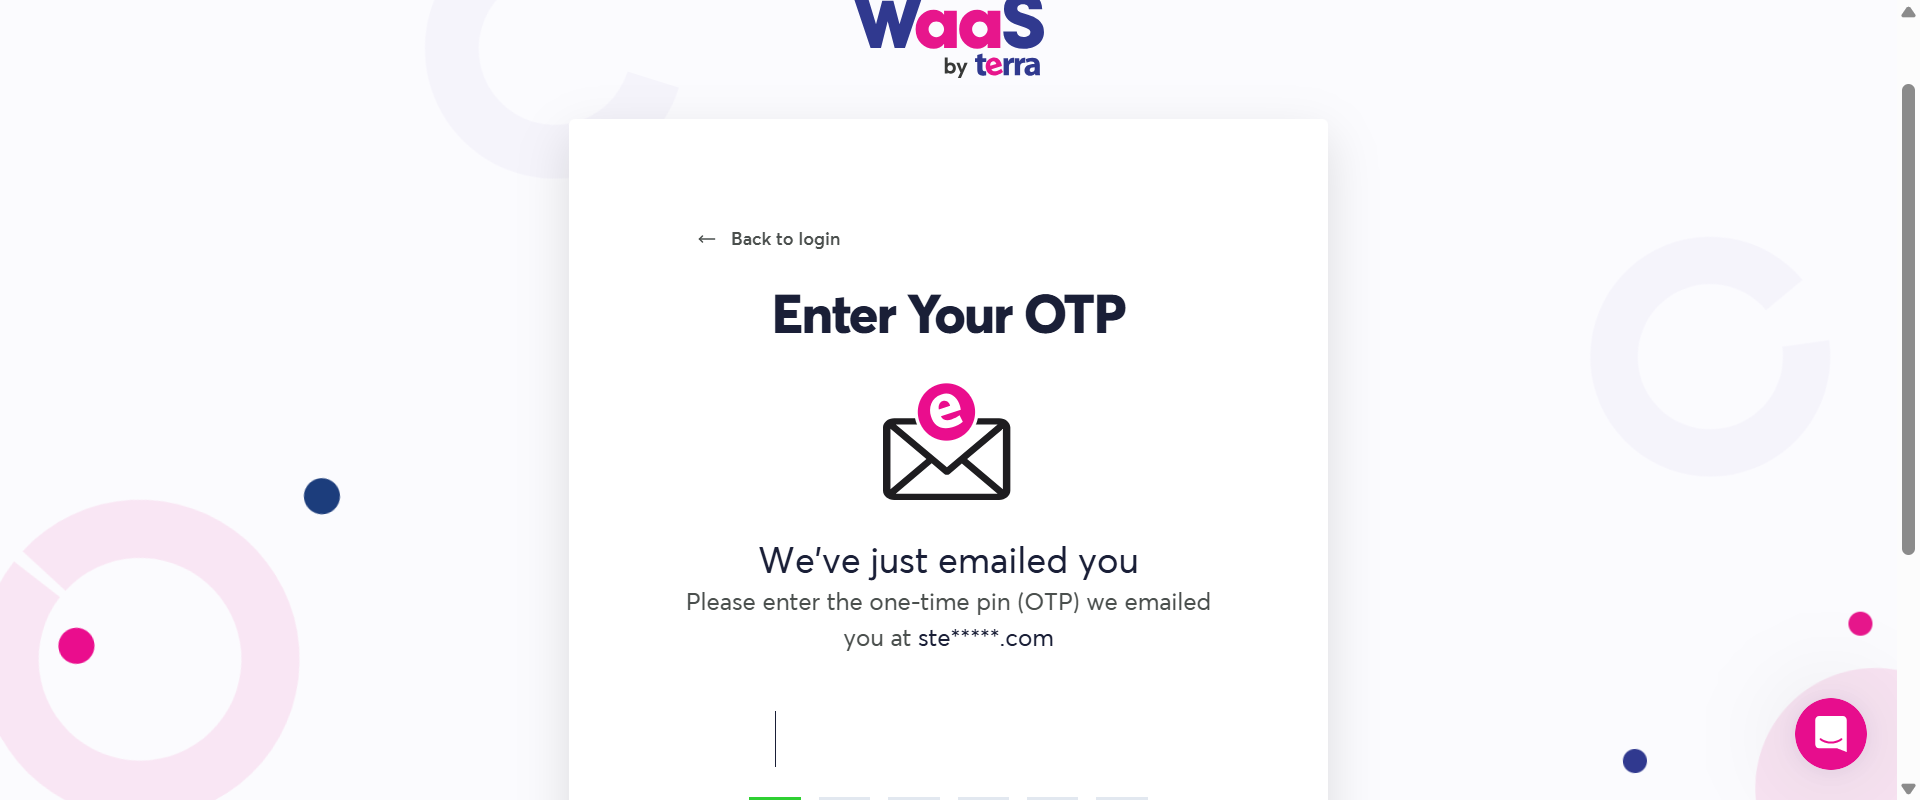 WaaS
by terra
← Back to login
Enter Your OTP
e
We've just emailed you
Please enter the one-time pin (OTP) we emailed
you at ste*****.com